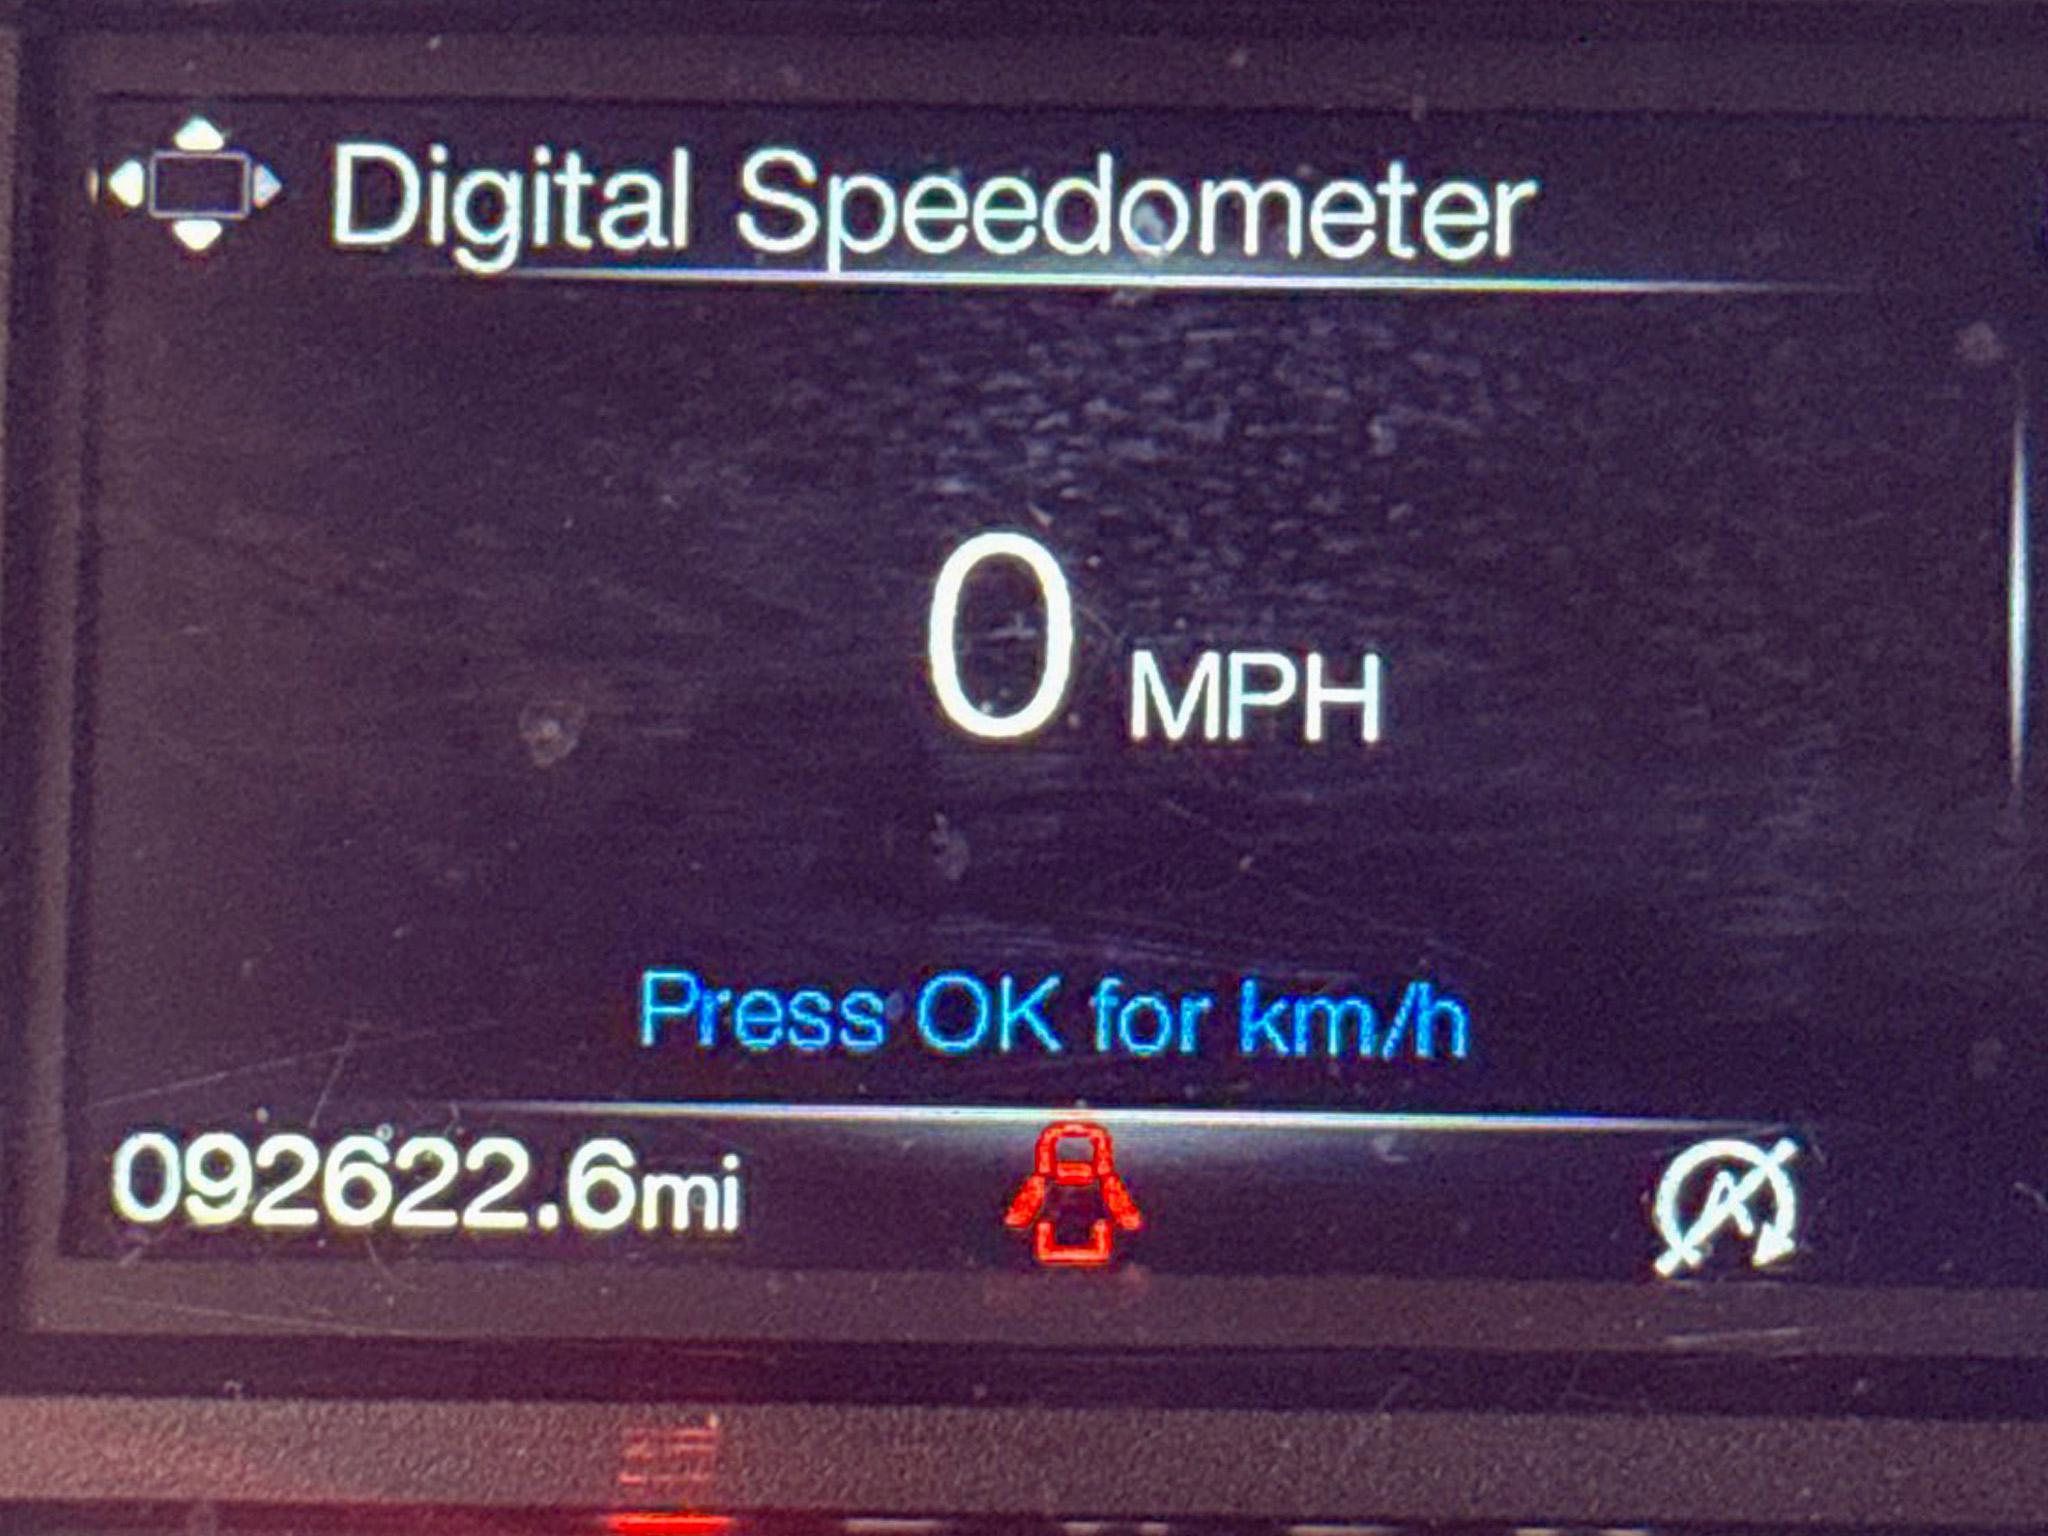 Digital Speedometer
0 MPH
Press OK for km/h
092622.6mi